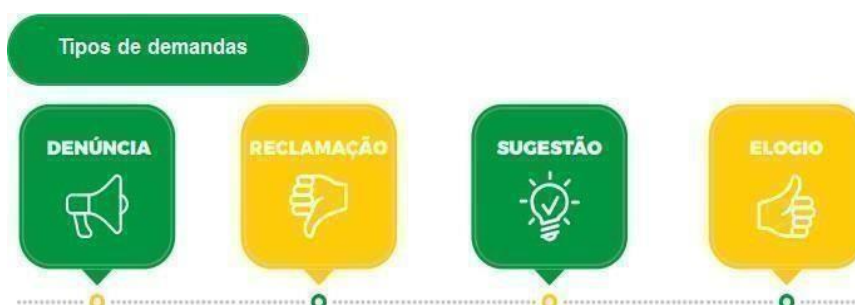 Tipos de demandas
DENÚNCIA
RECLAMAÇÃO
SUGESTÃO
ELOGIO